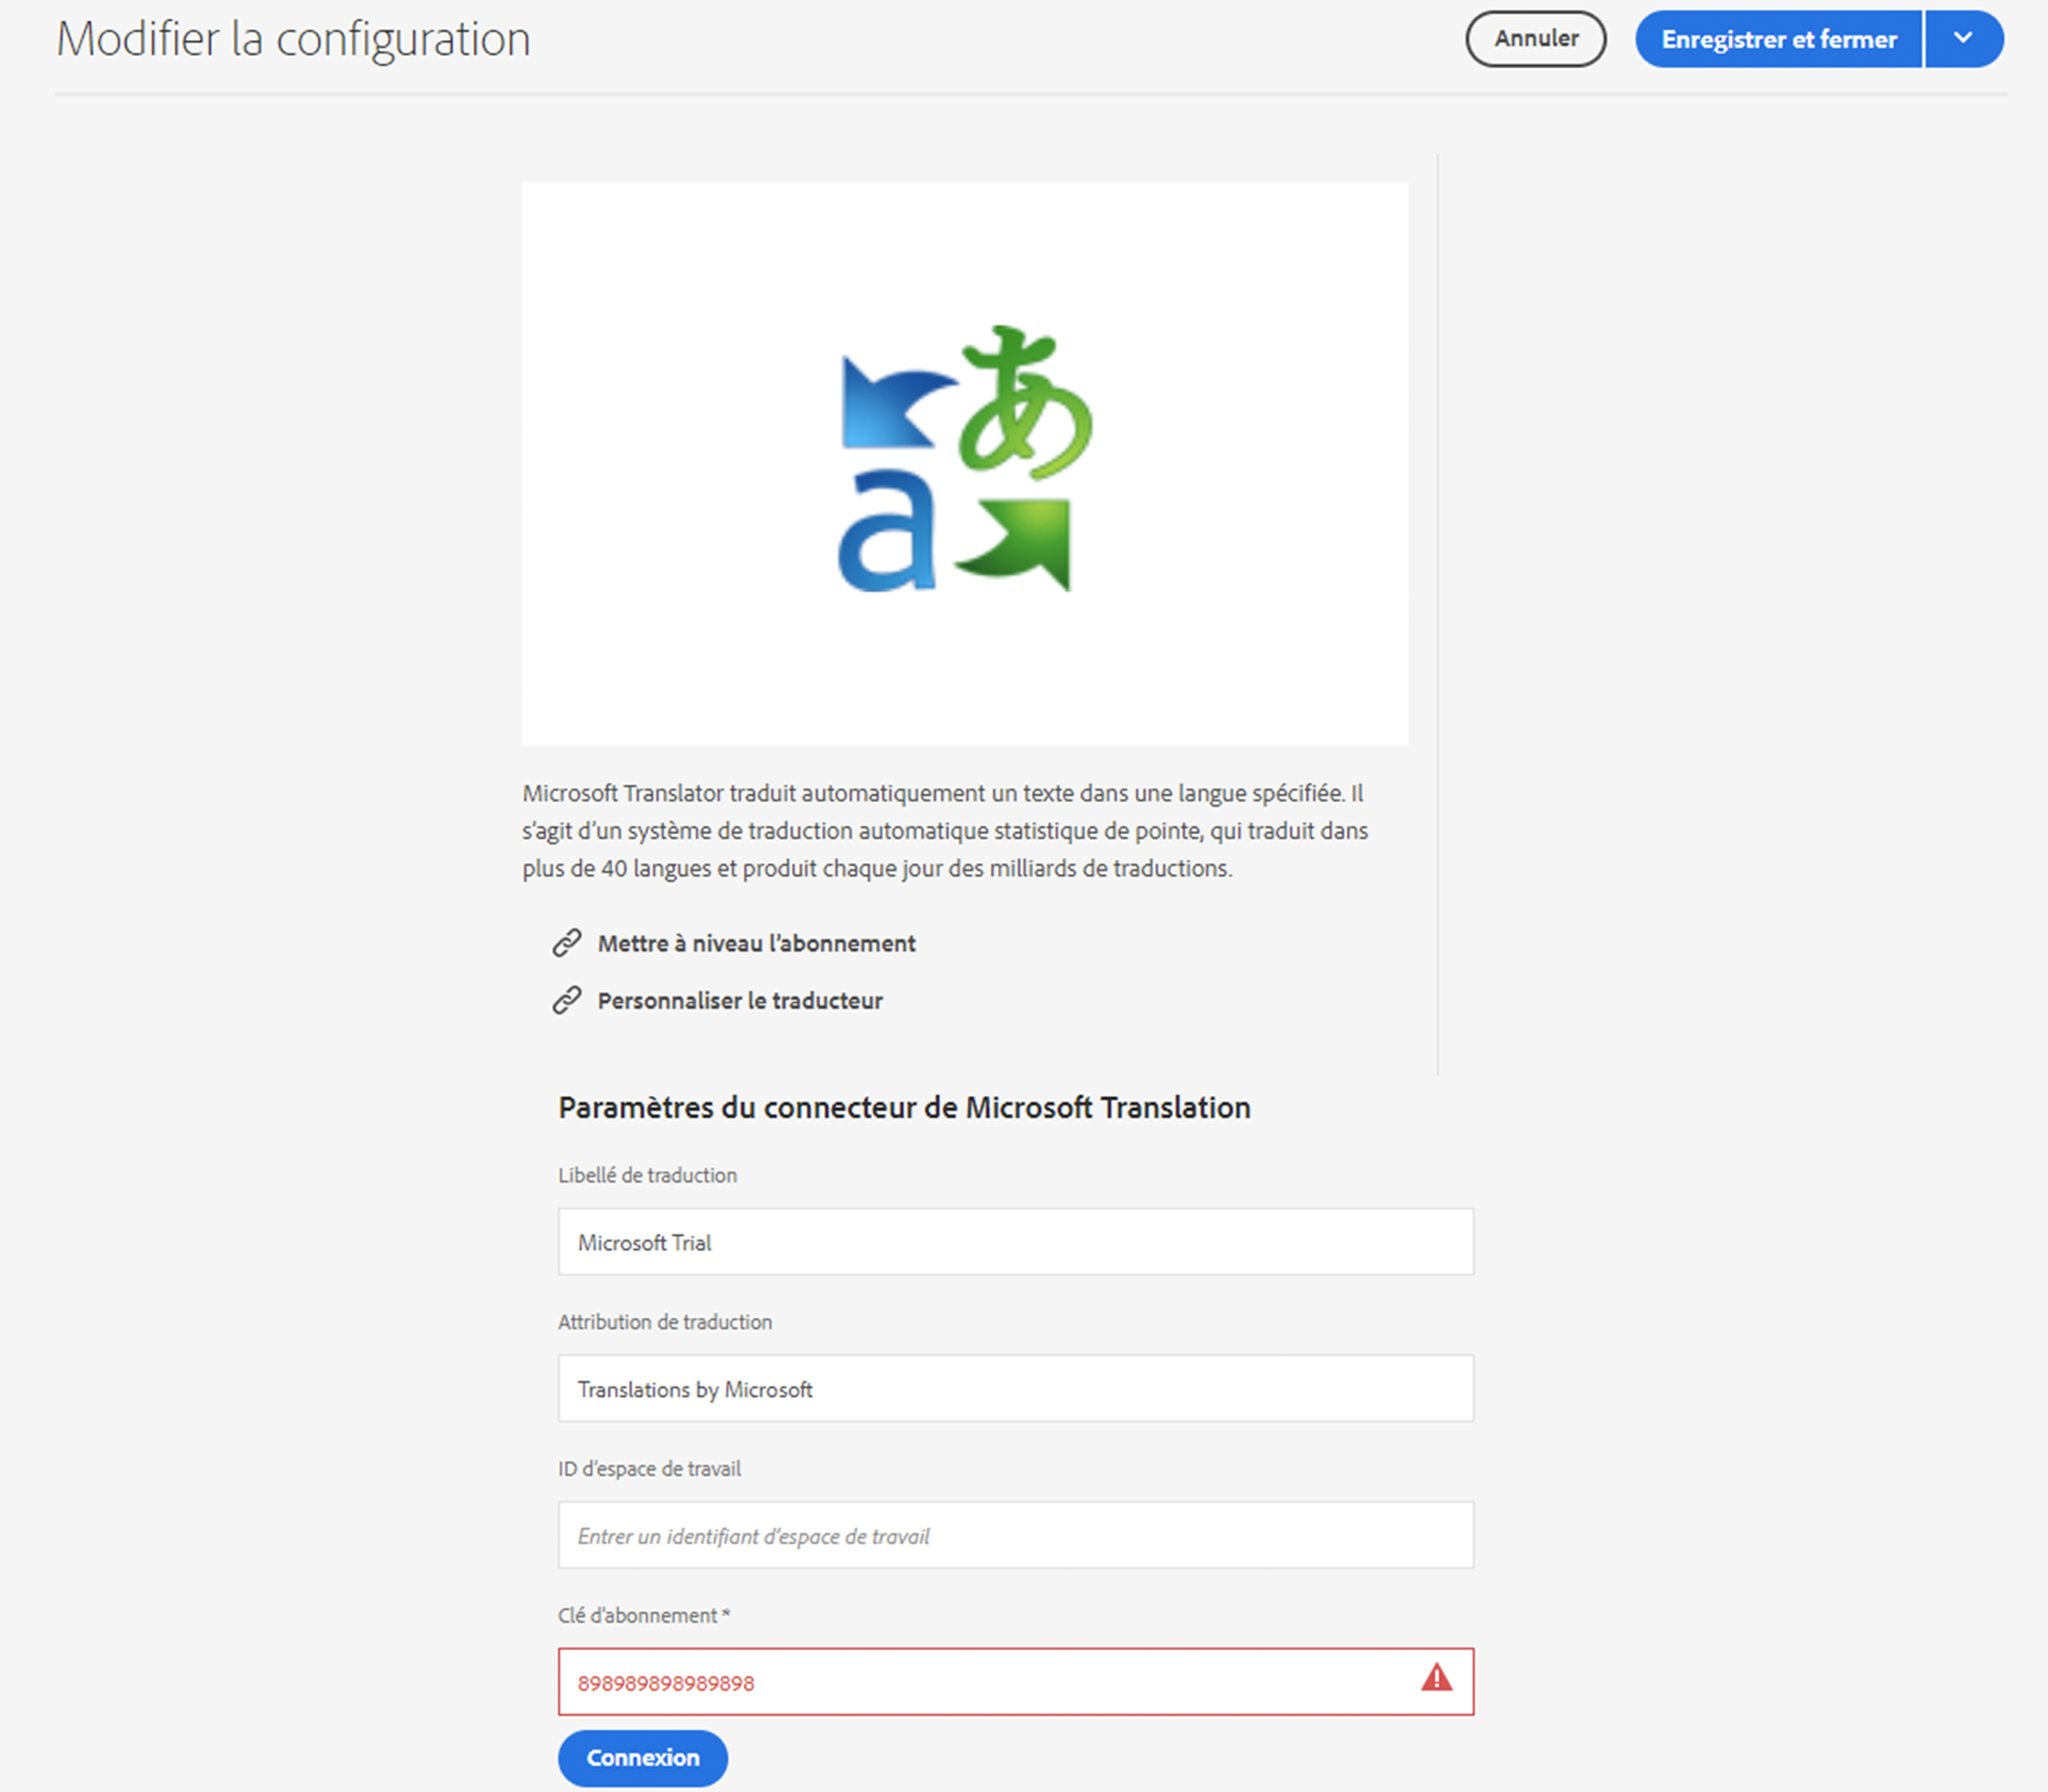 Modifier la configuration
Annuler
Enregistrer et fermer
あ
a
Microsoft Translator traduit automatiquement un texte dans une langue spécifiée. Il
s’agit d’un système de traduction automatique statistique de pointe, qui traduit dans
plus de 40 langues et produit chaque jour des milliards de traductions.
Mettre à niveau l’abonnement
Personnaliser le traducteur
Paramètres du connecteur de Microsoft Translation
Libellé de traduction
Microsoft Trial
Attribution de traduction
Translations by Microsoft
ID d’espace de travail
Entrer un identifiant d’espace de travail
Clé d’abonnement *
898989898989898
Connexion